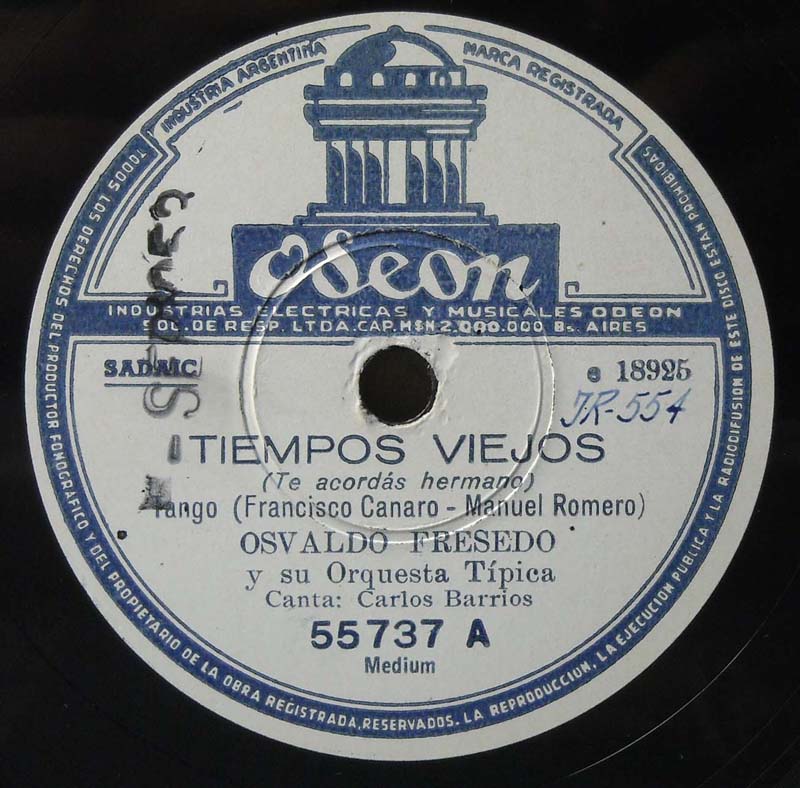 INDUSTRIA ARGENTINA
MARCA REGISTRADA
Odeon
INDUSTRIAS ELECTRICAS Y MUSICALES ODEON
SOC. DE RESP. LTDA. CAP. M$N 2.000.000 Bs. AIRES
SADAIC
e 18925
JR-554
TIEMPOS VIEJOS
(Te acordás hermano)
Tango (Francisco Canaro - Manuel Romero)
OSVALDO FRESEDO
y su Orquesta Típica
Canta: Carlos Barrios
55737 A
Medium
TODOS LOS DERECHOS DEL PRODUCTOR FONOGRAFICO Y DEL PROPIETARIO DE LA OBRA REGISTRADA, RESERVADOS. LA REPRODUCCION, LA EJECUCION PUBLICA Y LA RADIODIFUSION DE ESTE DISCO ESTAN PROHIBIDAS